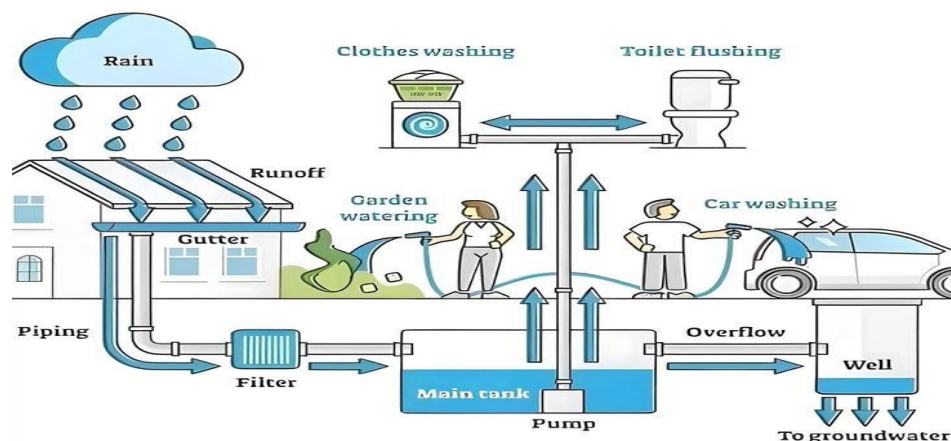 Rain
Clothes washing
Toilet flushing
Runoff
Garden
watering
Car washing
Gutter
Piping
Filter
Main tank
Pump
Overflow
Well
To groundwater